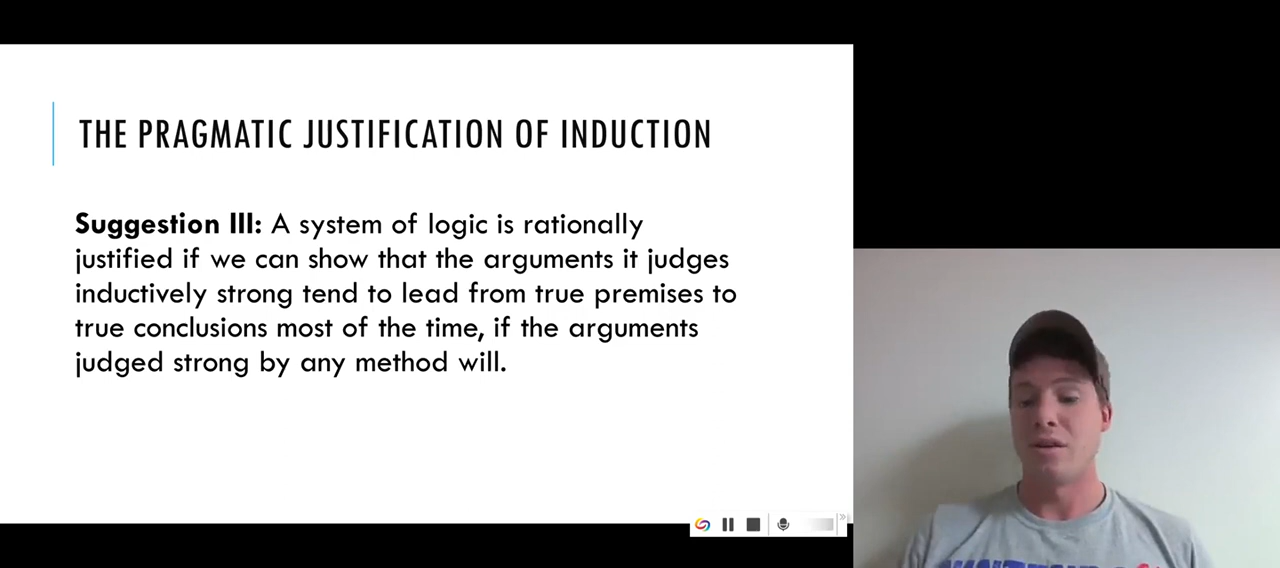 THE PRAGMATIC JUSTIFICATION OF INDUCTION
Suggestion III: A system of logic is rationally
justified if we can show that the arguments it judges
inductively strong tend to lead from true premises to
true conclusions most of the time, if the arguments
judged strong by any method will.